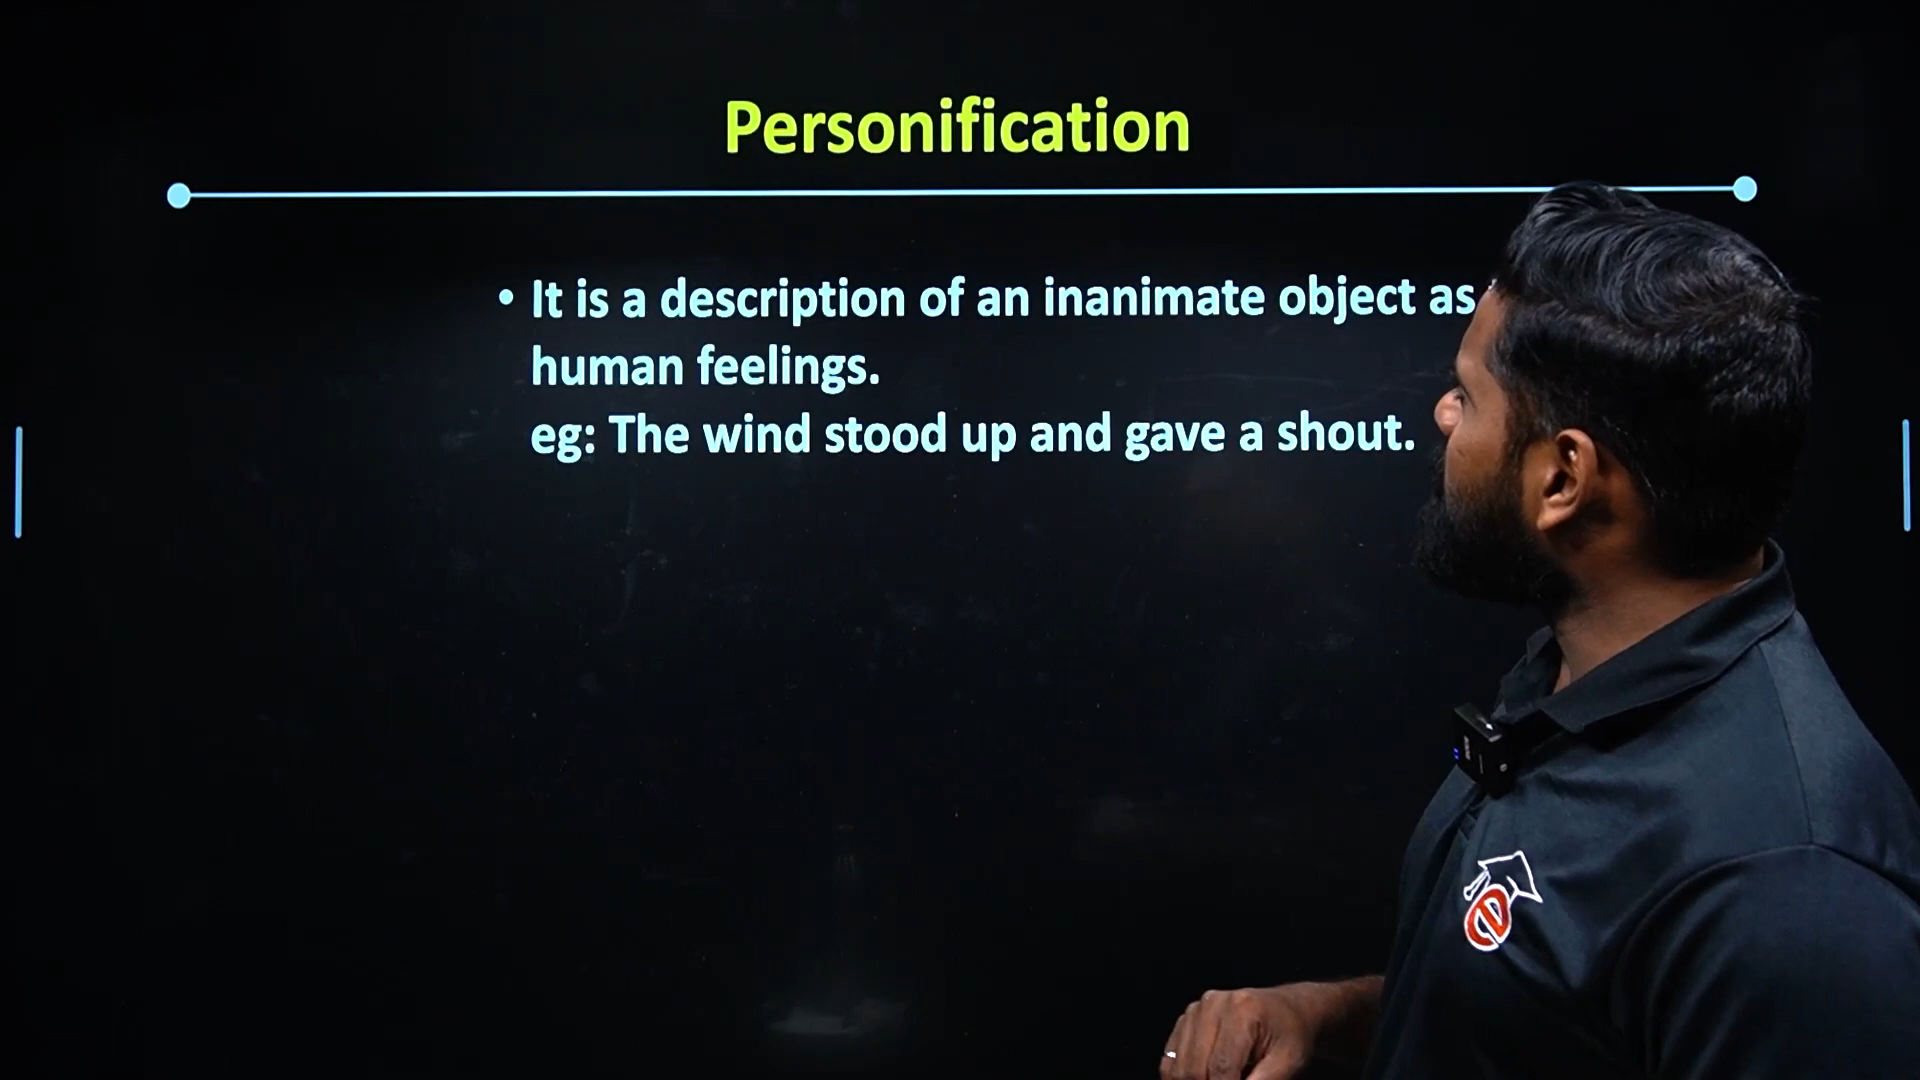 Personification
• It is a description of an inanimate object as
human feelings.
eg: The wind stood up and gave a shout.